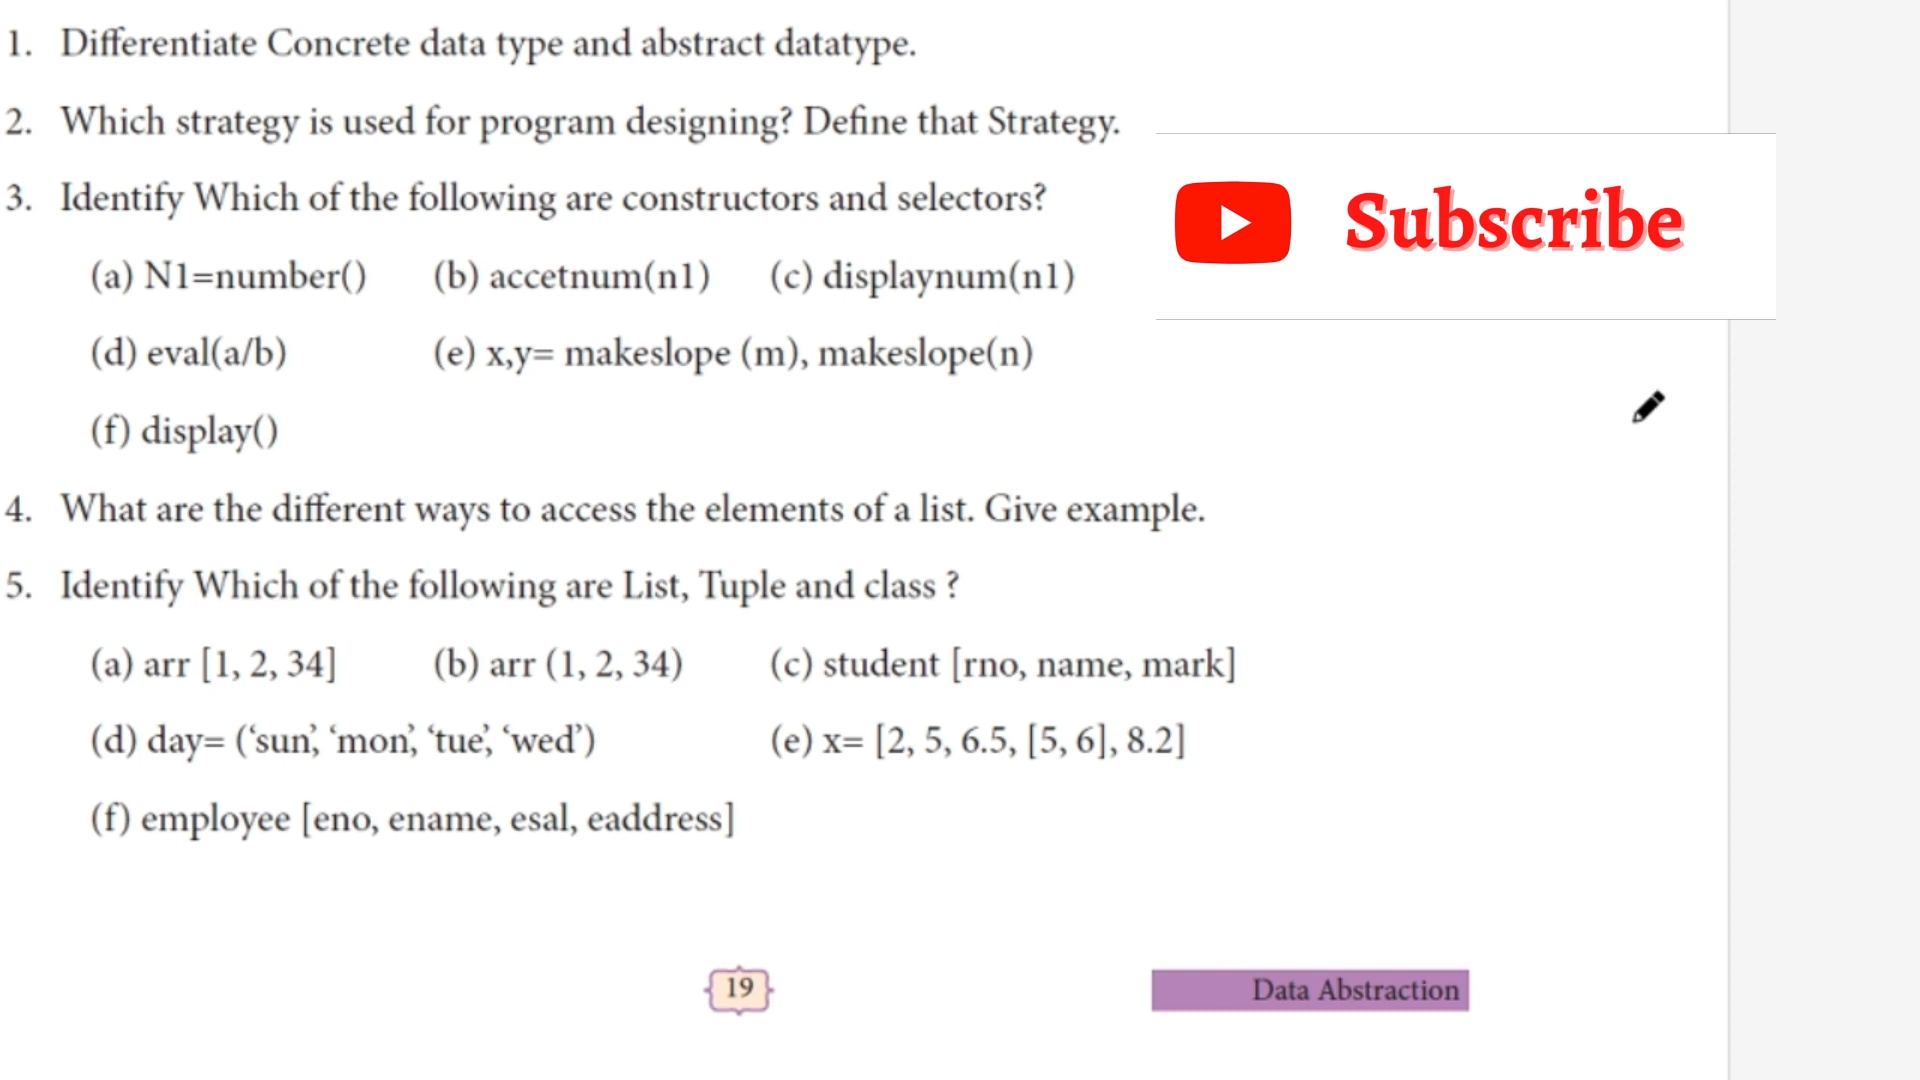 1. Differentiate Concrete data type and abstract datatype.
2. Which strategy is used for program designing? Define that Strategy.
3. Identify Which of the following are constructors and selectors?
Subscribe
(a) N1=number() (b) accetnum(n1) (c) displaynum(n1)
(d) eval(a/b) (e) x,y= makeslope (m), makeslope(n)
(f) display()
4. What are the different ways to access the elements of a list. Give example.
5. Identify Which of the following are List, Tuple and class ?
(a) arr [1, 2, 34] (b) arr (1, 2, 34) (c) student [rno, name, mark]
(d) day= (‘sun’, ‘mon’, ‘tue’, ‘wed’) (e) x= [2, 5, 6.5, [5, 6], 8.2]
(f) employee [eno, ename, esal, eaddress]
19 Data Abstraction